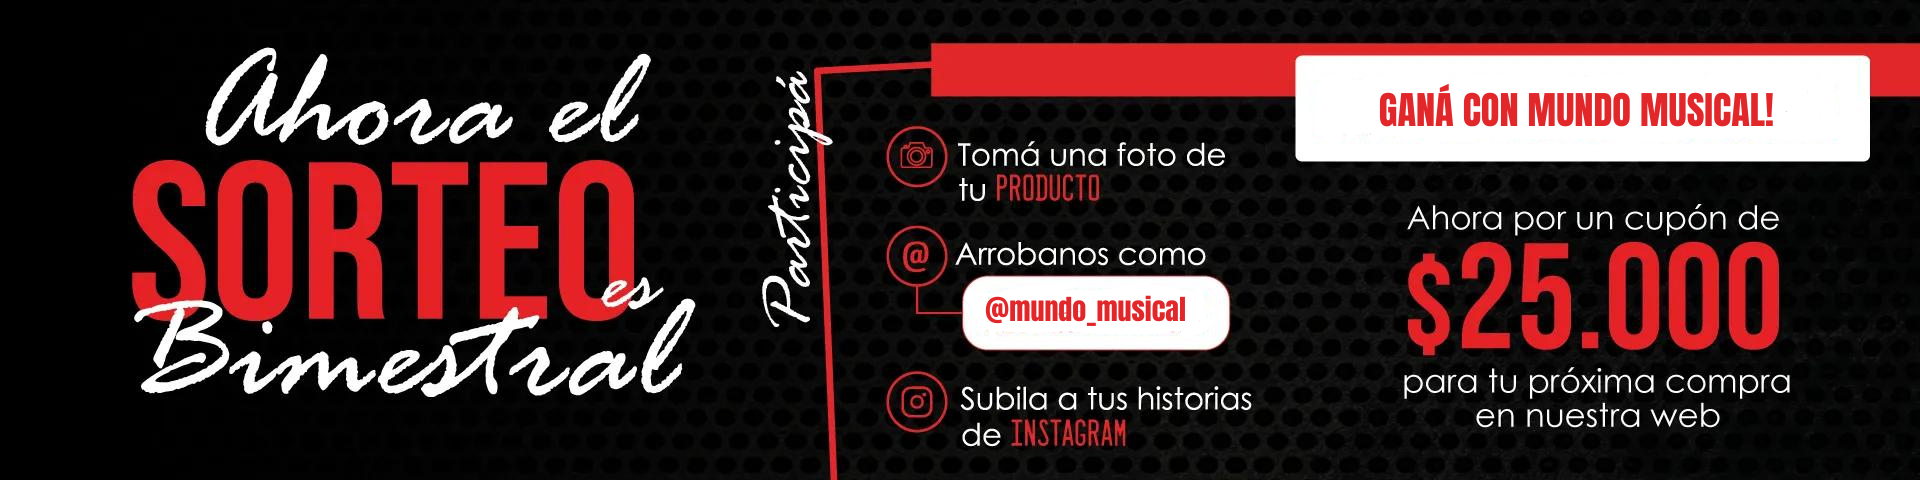 Ahora el
SORTEO
es
Bimestral
Participá
Tomá una foto de
tu PRODUCTO
@ Arrobanos como
@mundo_musical
Subila a tus historias
de INSTAGRAM
GANÁ CON MUNDO MUSICAL!
Ahora por un cupón de
$25.000
para tu próxima compra
en nuestra web